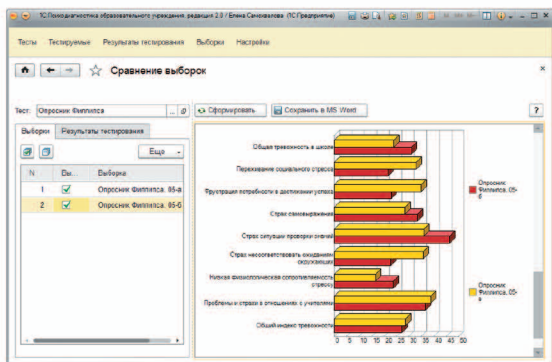 1С:Психодиагностика образовательного учреждения, редакция 2.0 / Елена Самохвалова (1С:Предприятие)
M M+ M-
Тесты Тестируемые Результаты тестирования Выборки Настройки
Сравнение выборок
Тест: Опросник Филлипса ... Сформировать Сохранить в MS Word ?
Выборки Результаты тестирования
Еще
N Вы... Выборка
1 Опросник Филлипса. 05-а
2 Опросник Филлипса. 05-б
Общая тревожность в школе
Переживание социального стресса
Фрустрация потребности в достижении успеха
Страх самовыражения
Страх ситуации проверки знаний
Страх несоответствовать ожиданиям
окружающих
Низкая физиологическая сопротивляемость
стрессу
Проблемы и страхи в отношениях с учителями
Общий индекс тревожности
0 5 10 15 20 25 30 35 40 45 50
Опросник
Филлипса. 05-
б
Опросник
Филлипса. 05-
а